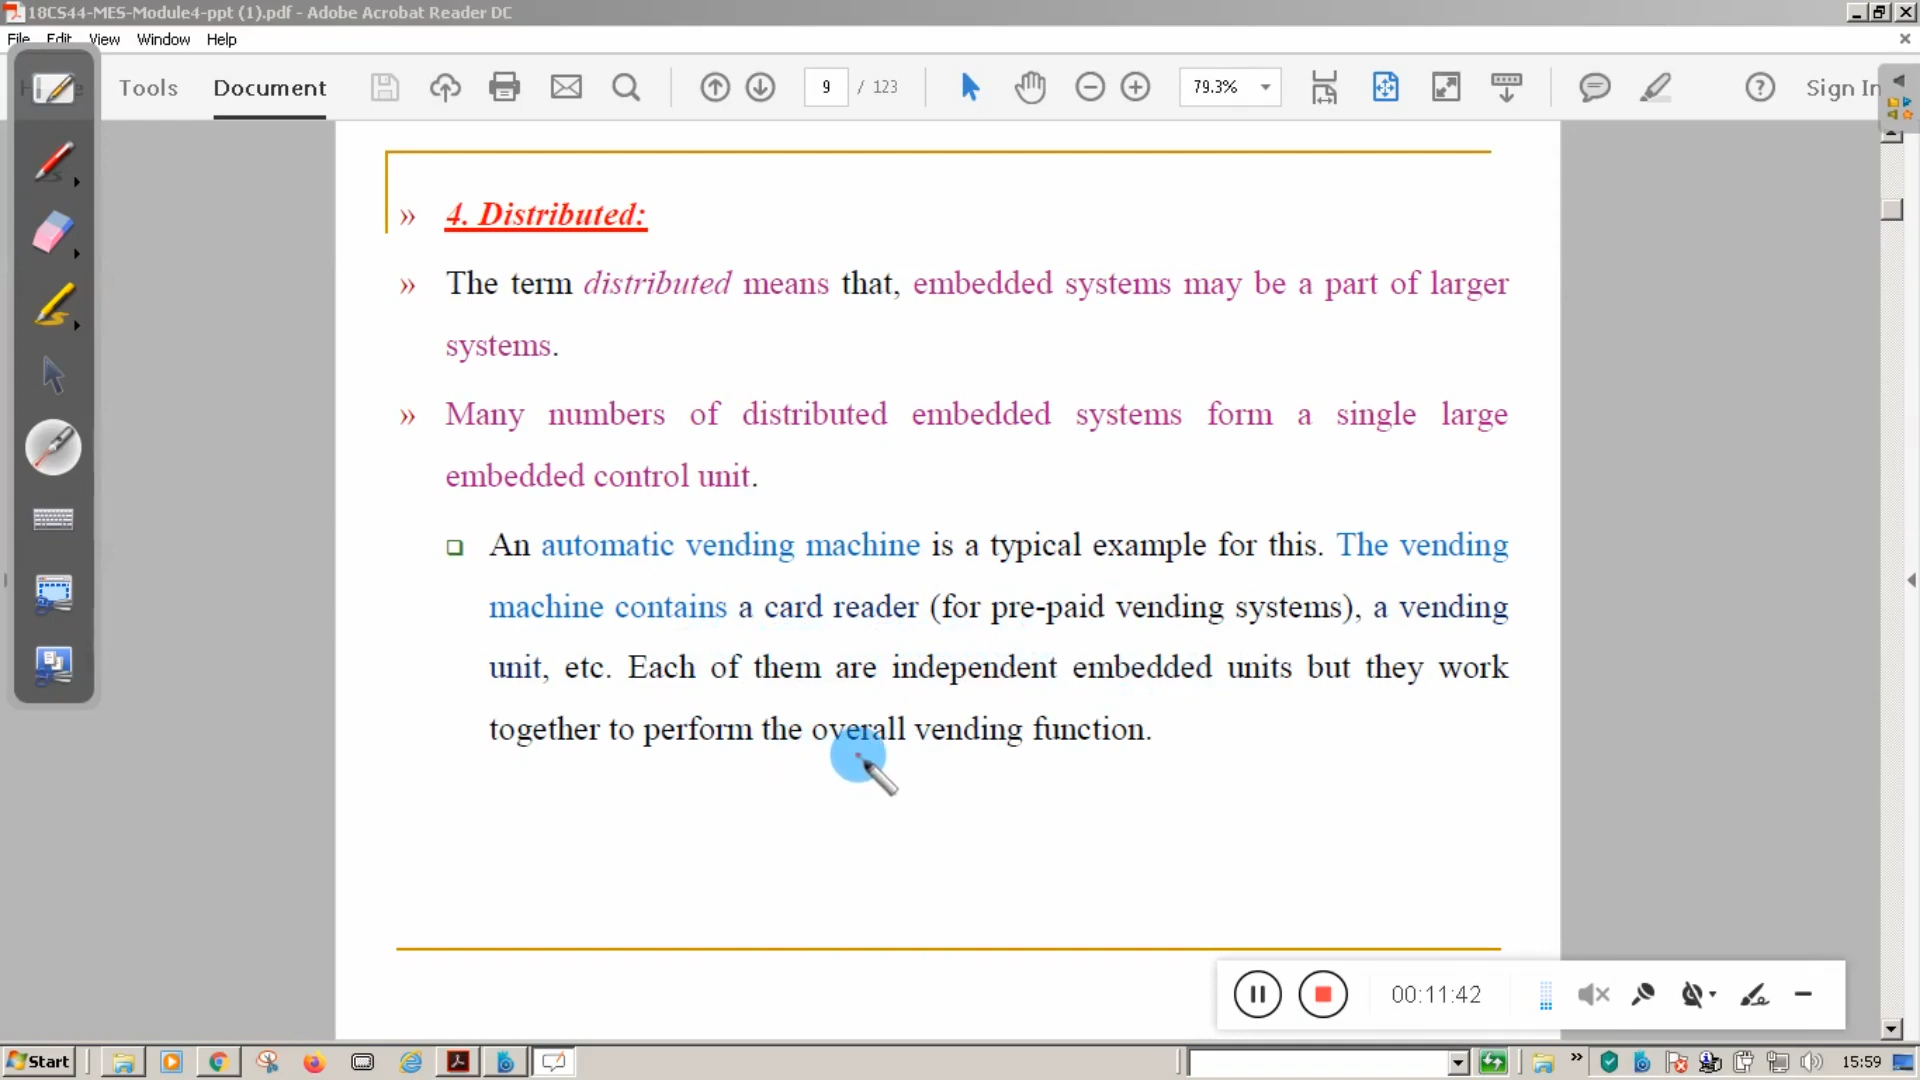 18CS44-MES-Module4-ppt (1).pdf - Adobe Acrobat Reader DC
File Edit View Window Help
Tools Document 9 / 123 79.3% Sign In
» 4. Distributed:
» The term distributed means that, embedded systems may be a part of larger
systems.
» Many numbers of distributed embedded systems form a single large
embedded control unit.
❑ An automatic vending machine is a typical example for this. The vending
machine contains a card reader (for pre-paid vending systems), a vending
unit, etc. Each of them are independent embedded units but they work
together to perform the overall vending function.
00:11:42
Start 15:59